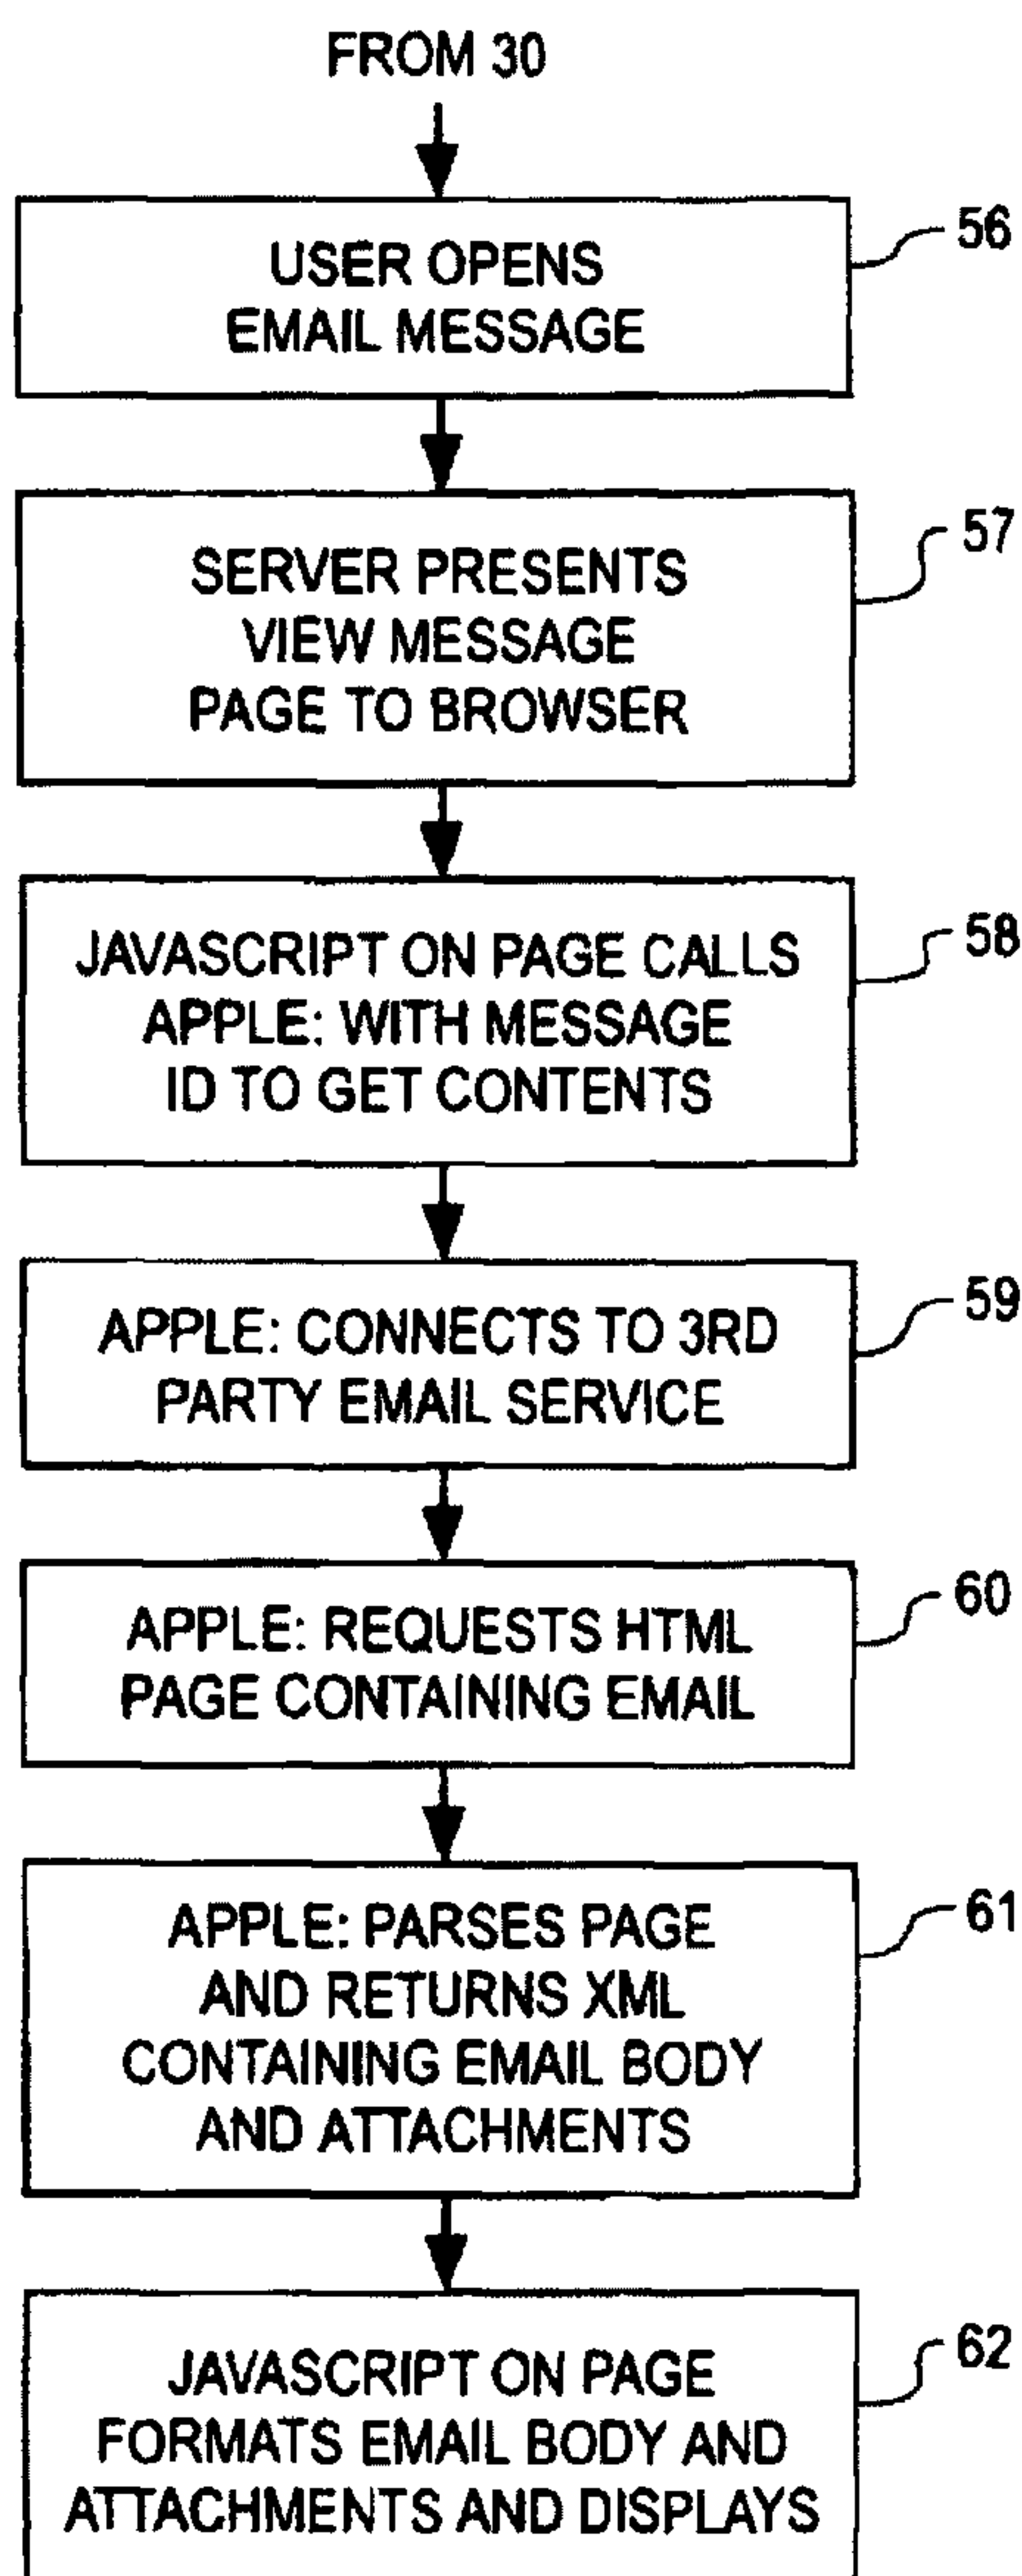 FROM 30
USER OPENS
EMAIL MESSAGE
56
SERVER PRESENTS
VIEW MESSAGE
PAGE TO BROWSER
57
JAVASCRIPT ON PAGE CALLS
APPLE: WITH MESSAGE
ID TO GET CONTENTS
58
APPLE: CONNECTS TO 3RD
PARTY EMAIL SERVICE
59
APPLE: REQUESTS HTML
PAGE CONTAINING EMAIL
60
APPLE: PARSES PAGE
AND RETURNS XML
CONTAINING EMAIL BODY
AND ATTACHMENTS
61
JAVASCRIPT ON PAGE
FORMATS EMAIL BODY AND
ATTACHMENTS AND DISPLAYS
62